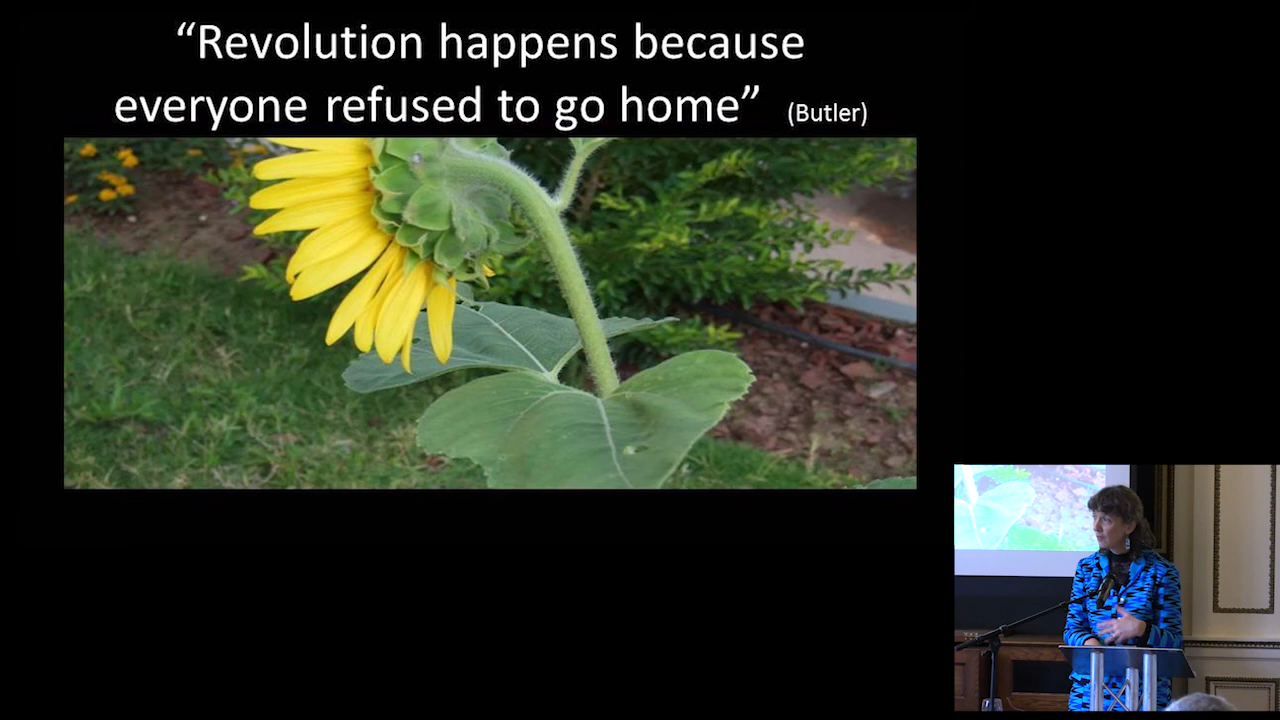 “Revolution happens because
everyone refused to go home” (Butler)